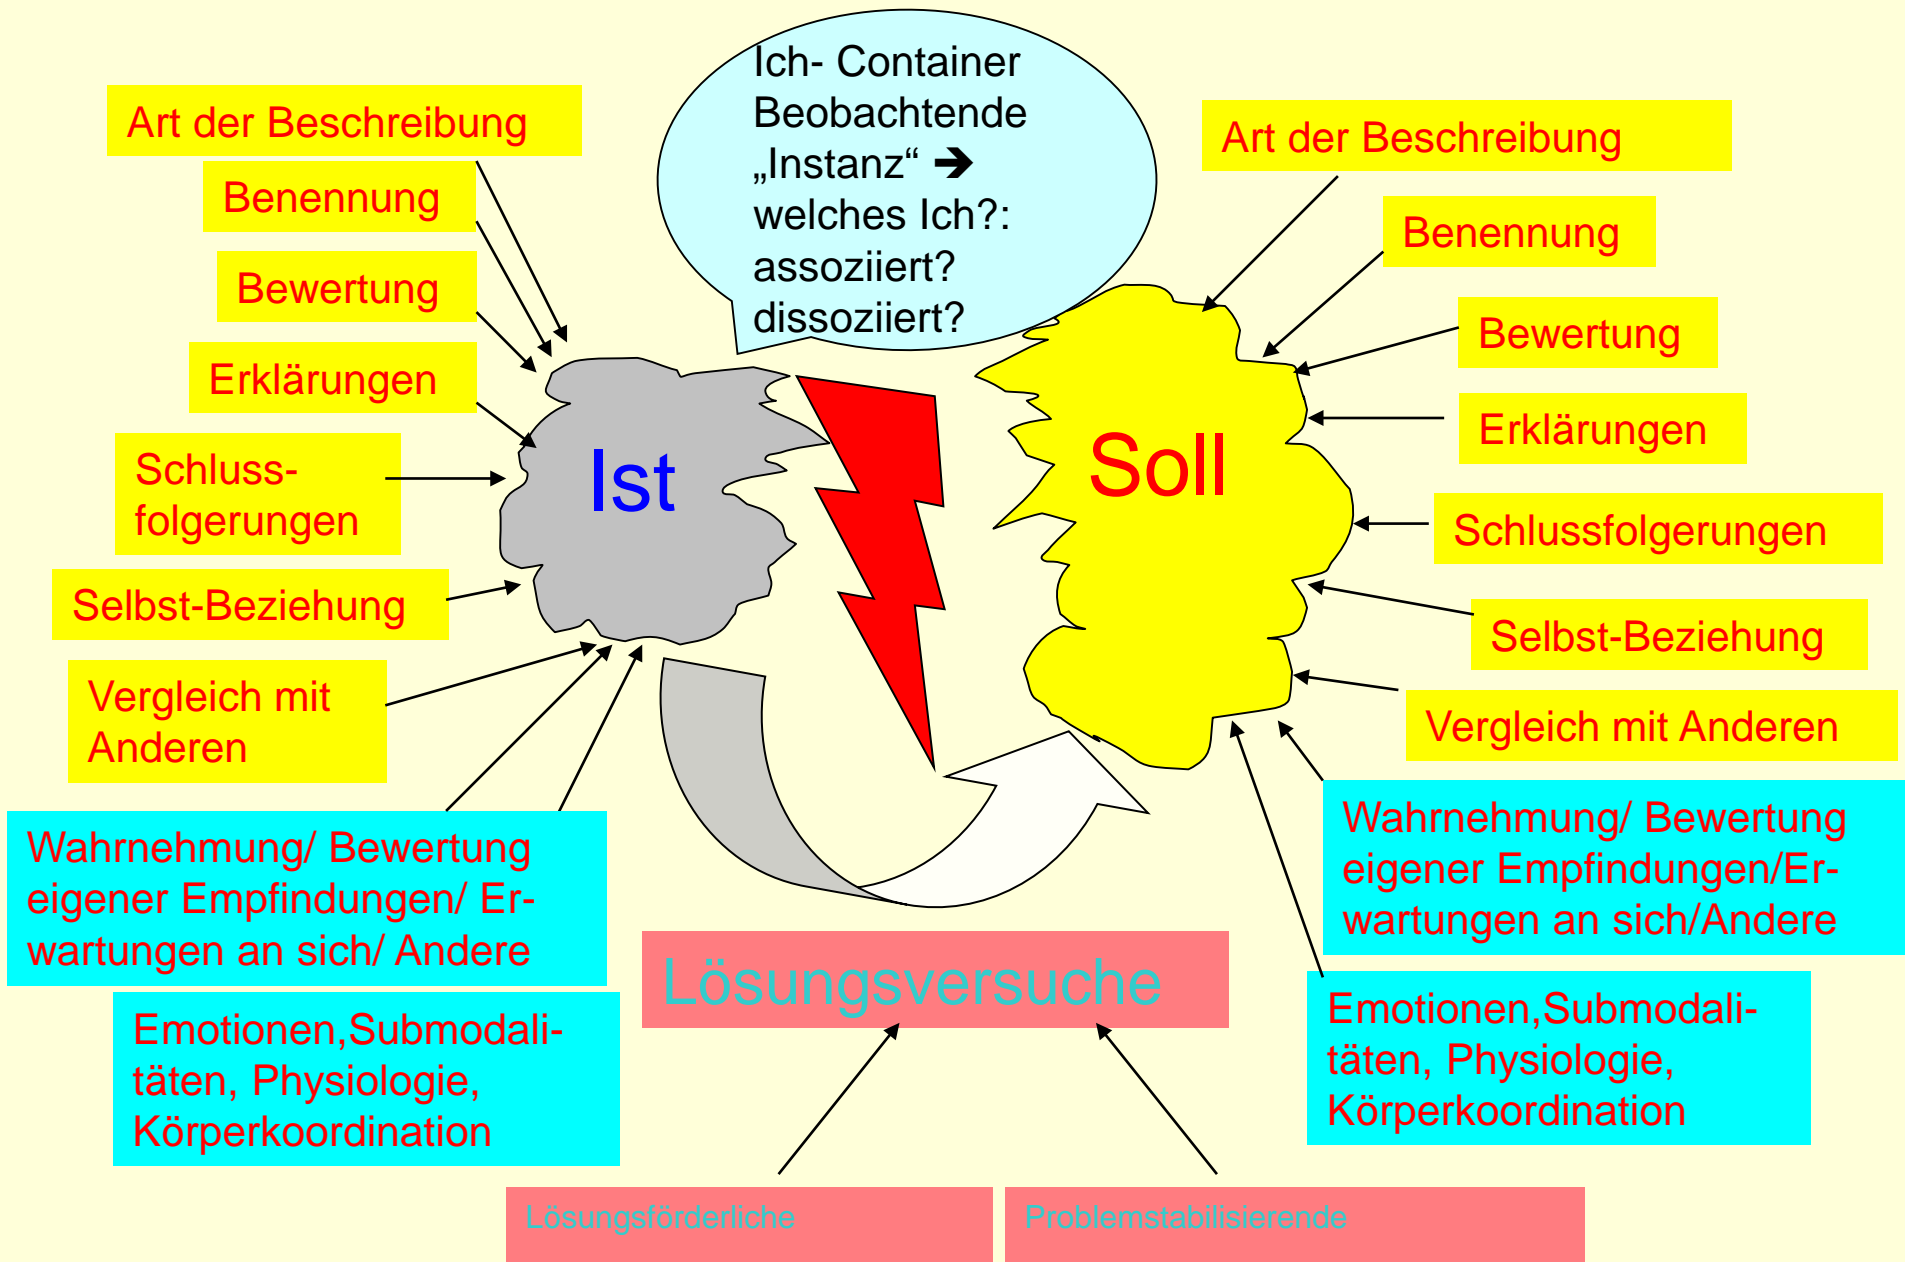 Ich- Container
Beobachtende
„Instanz“ ➔
welches Ich?:
assoziiert?
dissoziiert?
Art der Beschreibung
Benennung
Bewertung
Erklärungen
Schluss-
folgerungen
Selbst-Beziehung
Vergleich mit
Anderen
Wahrnehmung/ Bewertung
eigener Empfindungen/ Er-
wartungen an sich/ Andere
Emotionen,Submodali-
täten, Physiologie,
Körperkoordination
Ist
Soll
Art der Beschreibung
Benennung
Bewertung
Erklärungen
Schlussfolgerungen
Selbst-Beziehung
Vergleich mit Anderen
Wahrnehmung/ Bewertung
eigener Empfindungen/Er-
wartungen an sich/Andere
Emotionen,Submodali-
täten, Physiologie,
Körperkoordination
Lösungsversuche
Lösungsförderliche
Problemstabilisierende